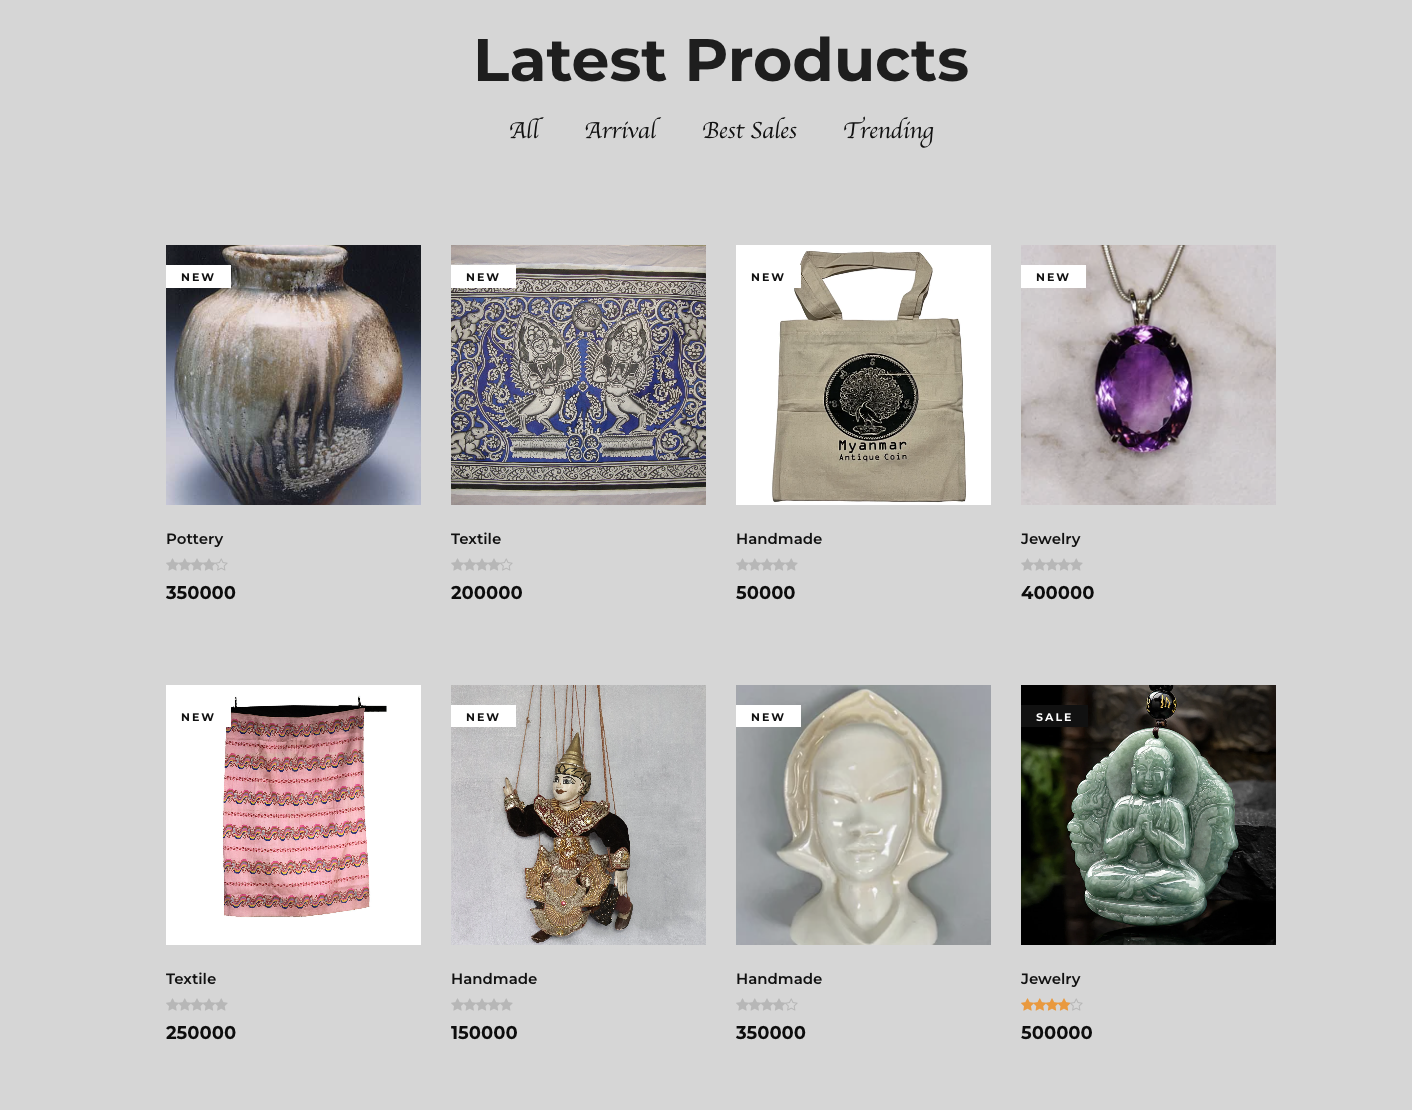 Latest Products
All Arrival Best Sales Trending
NEW NEW NEW NEW
Myanmar
Antique Coin
Pottery Textile Handmade Jewelry
350000 200000 50000 400000
NEW NEW NEW SALE
Textile Handmade Handmade Jewelry
250000 150000 350000 500000